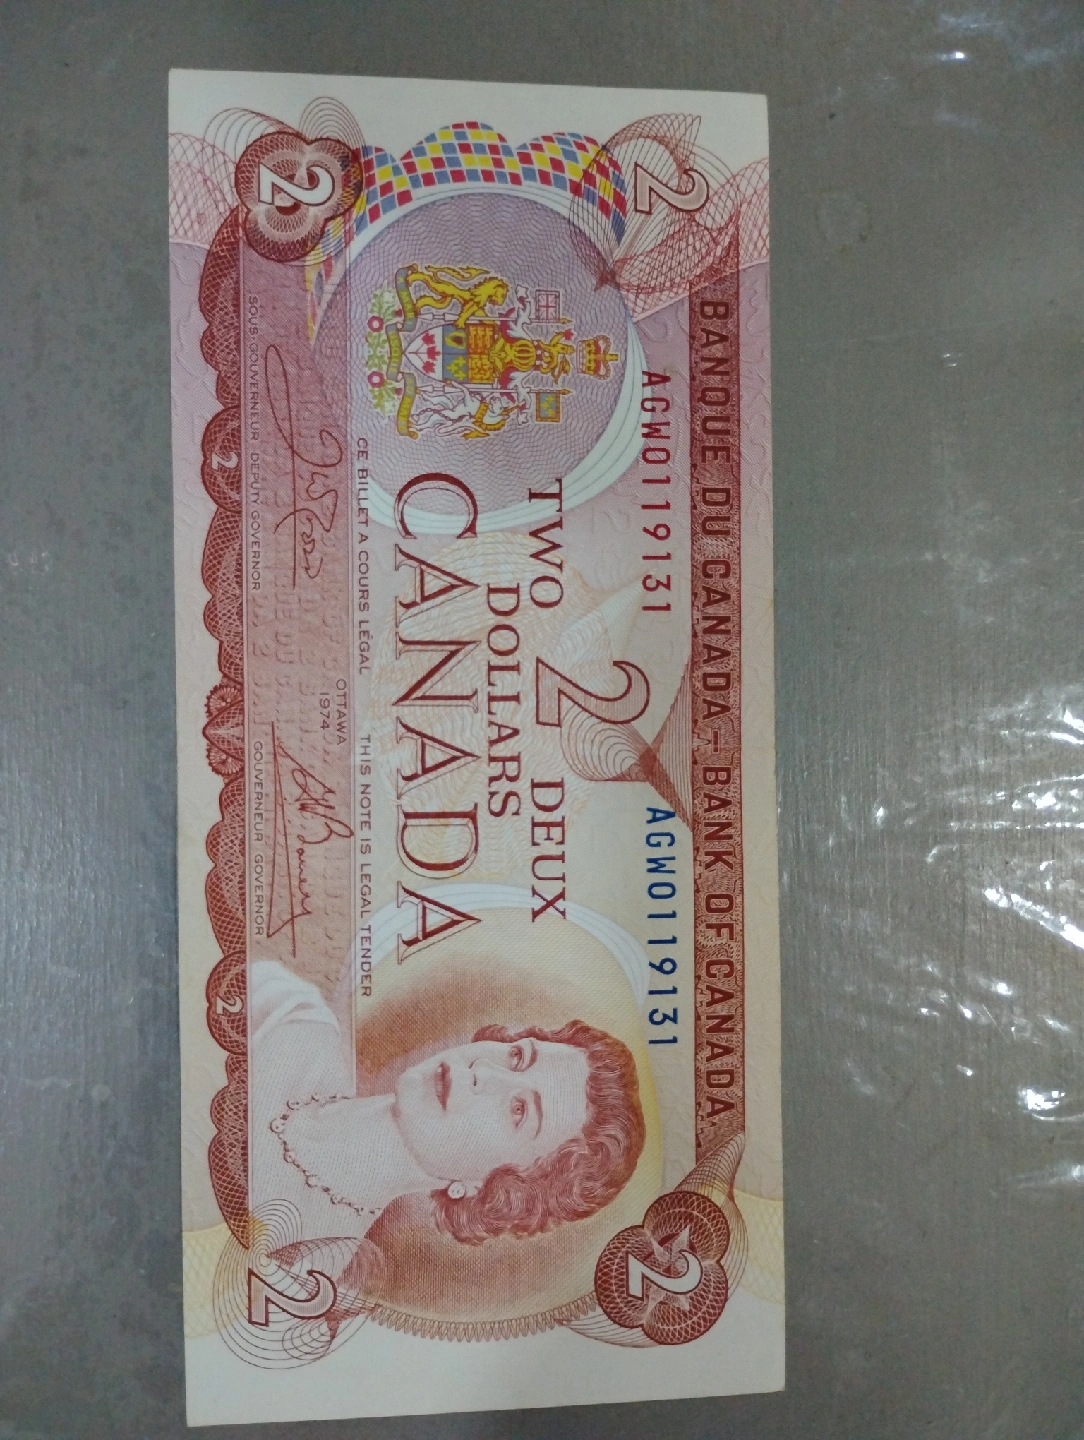 BANQUE DU CANADA — BANK OF CANADA
2
AGW0119131
AGW0119131
2
TWO 2 DEUX
DOLLARS
CANADA
CE BILLET A COURS LÉGAL THIS NOTE IS LEGAL TENDER
OTTAWA
1974
SOUS-GOUVERNEUR DEPUTY GOVERNOR
GOUVERNEUR GOVERNOR
2
2
2
2